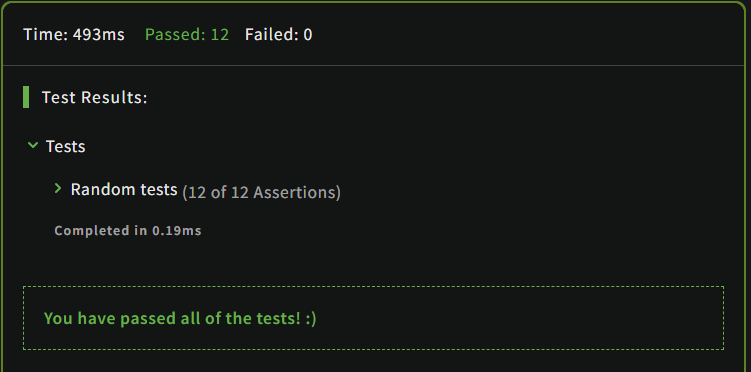 Time: 493ms Passed: 12 Failed: 0
Test Results:
Tests
Random tests (12 of 12 Assertions)
Completed in 0.19ms
You have passed all of the tests! :)